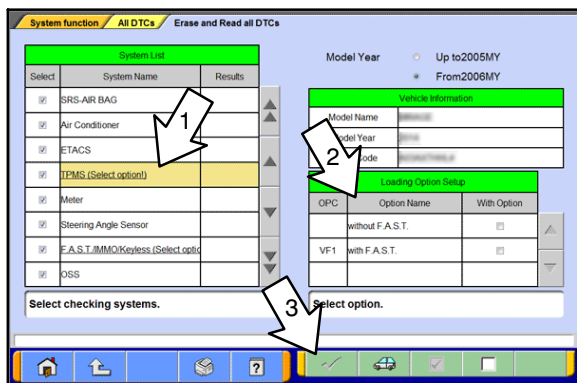 System function
All DTCs
Erase and Read all DTCs
System List
Select System Name Results
SRS-AIR BAG
Air Conditioner
ETACS
TPMS (Select option!)
Meter
Steering Angle Sensor
F.A.S.T./IMMO/Keyless (Select optic
OSS
Select checking systems.
Model Year
Up to2005MY
From2006MY
Vehicle Information
Model Name
odel Year
Code
Loading Option Setup
OPC Option Name With Option
without F.A.S.T.
VF1 with F.A.S.T.
Select option.
1
2
3
?